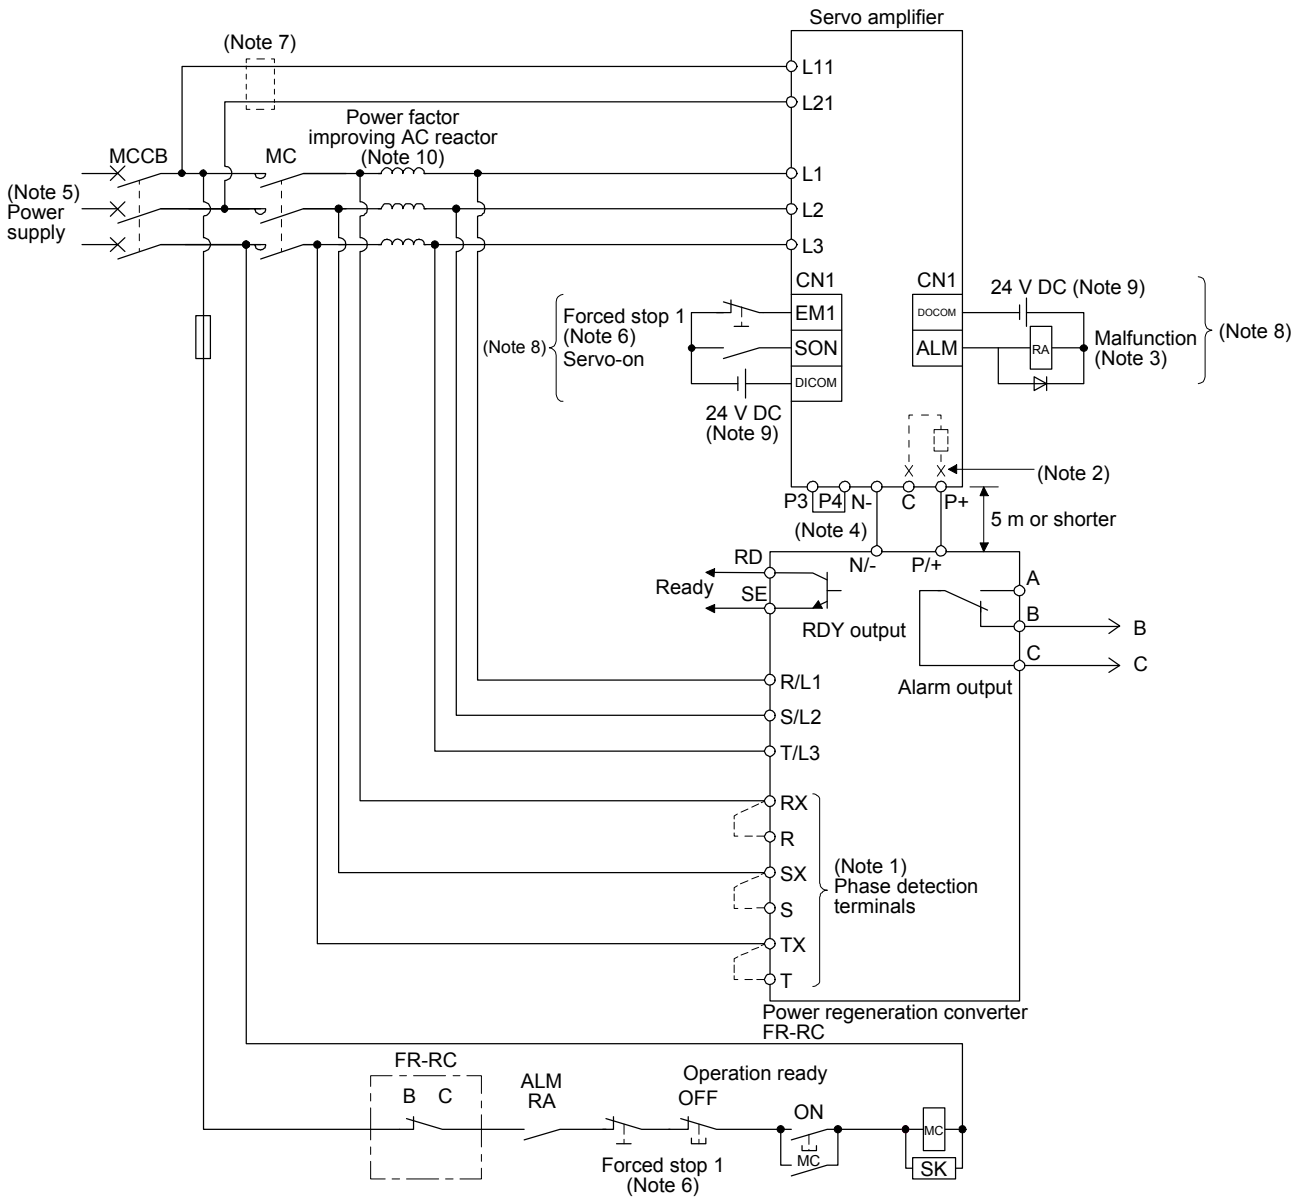 Servo amplifier
(Note 7)
L11
L21
Power factor
improving AC reactor
(Note 10)
MCCB
MC
(Note 5)
Power
supply
L1
L2
L3
CN1
CN1
24 V DC (Note 9)
EM1
DOCOM
Forced stop 1
(Note 6)
Servo-on
(Note 8)
SON
ALM
RA
Malfunction
(Note 3)
(Note 8)
DICOM
24 V DC
(Note 9)
(Note 2)
P3
P4
N-
C
P+
(Note 4)
5 m or shorter
N/-
P/+
RD
Ready
SE
RDY output
A
B
B
C
C
Alarm output
R/L1
S/L2
T/L3
RX
R
SX
S
TX
T
(Note 1)
Phase detection
terminals
Power regeneration converter
FR-RC
FR-RC
B
C
ALM
RA
Operation ready
OFF
ON
MC
MC
SK
Forced stop 1
(Note 6)